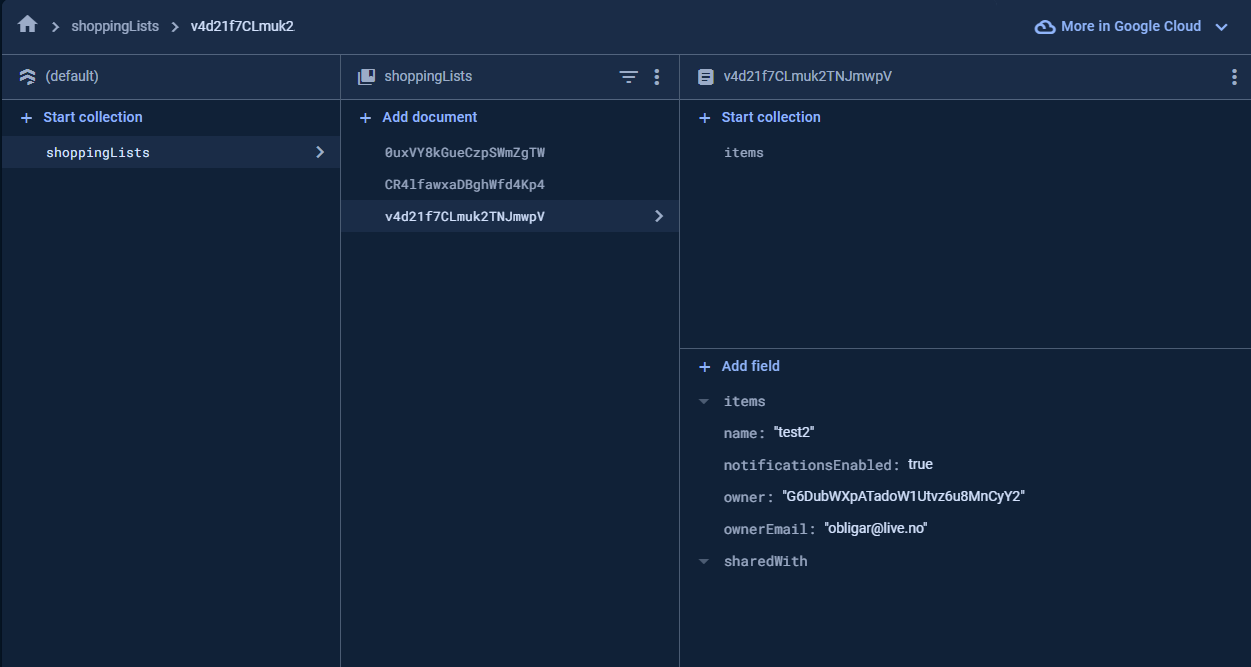 shoppingLists > v4d21f7CLmuk2
More in Google Cloud
(default)
shoppingLists
v4d21f7CLmuk2TNJmwpV
+ Start collection
+ Add document
+ Start collection
shoppingLists
0uxVY8kGueCzpSWmZgTW
items
CR4lfawxaDBghWfd4Kp4
v4d21f7CLmuk2TNJmwpV
+ Add field
items
name: "test2"
notificationsEnabled: true
owner: "G6DubWXpATadoW1Utvz6u8MnCyY2"
ownerEmail: "obligar@live.no"
sharedWith